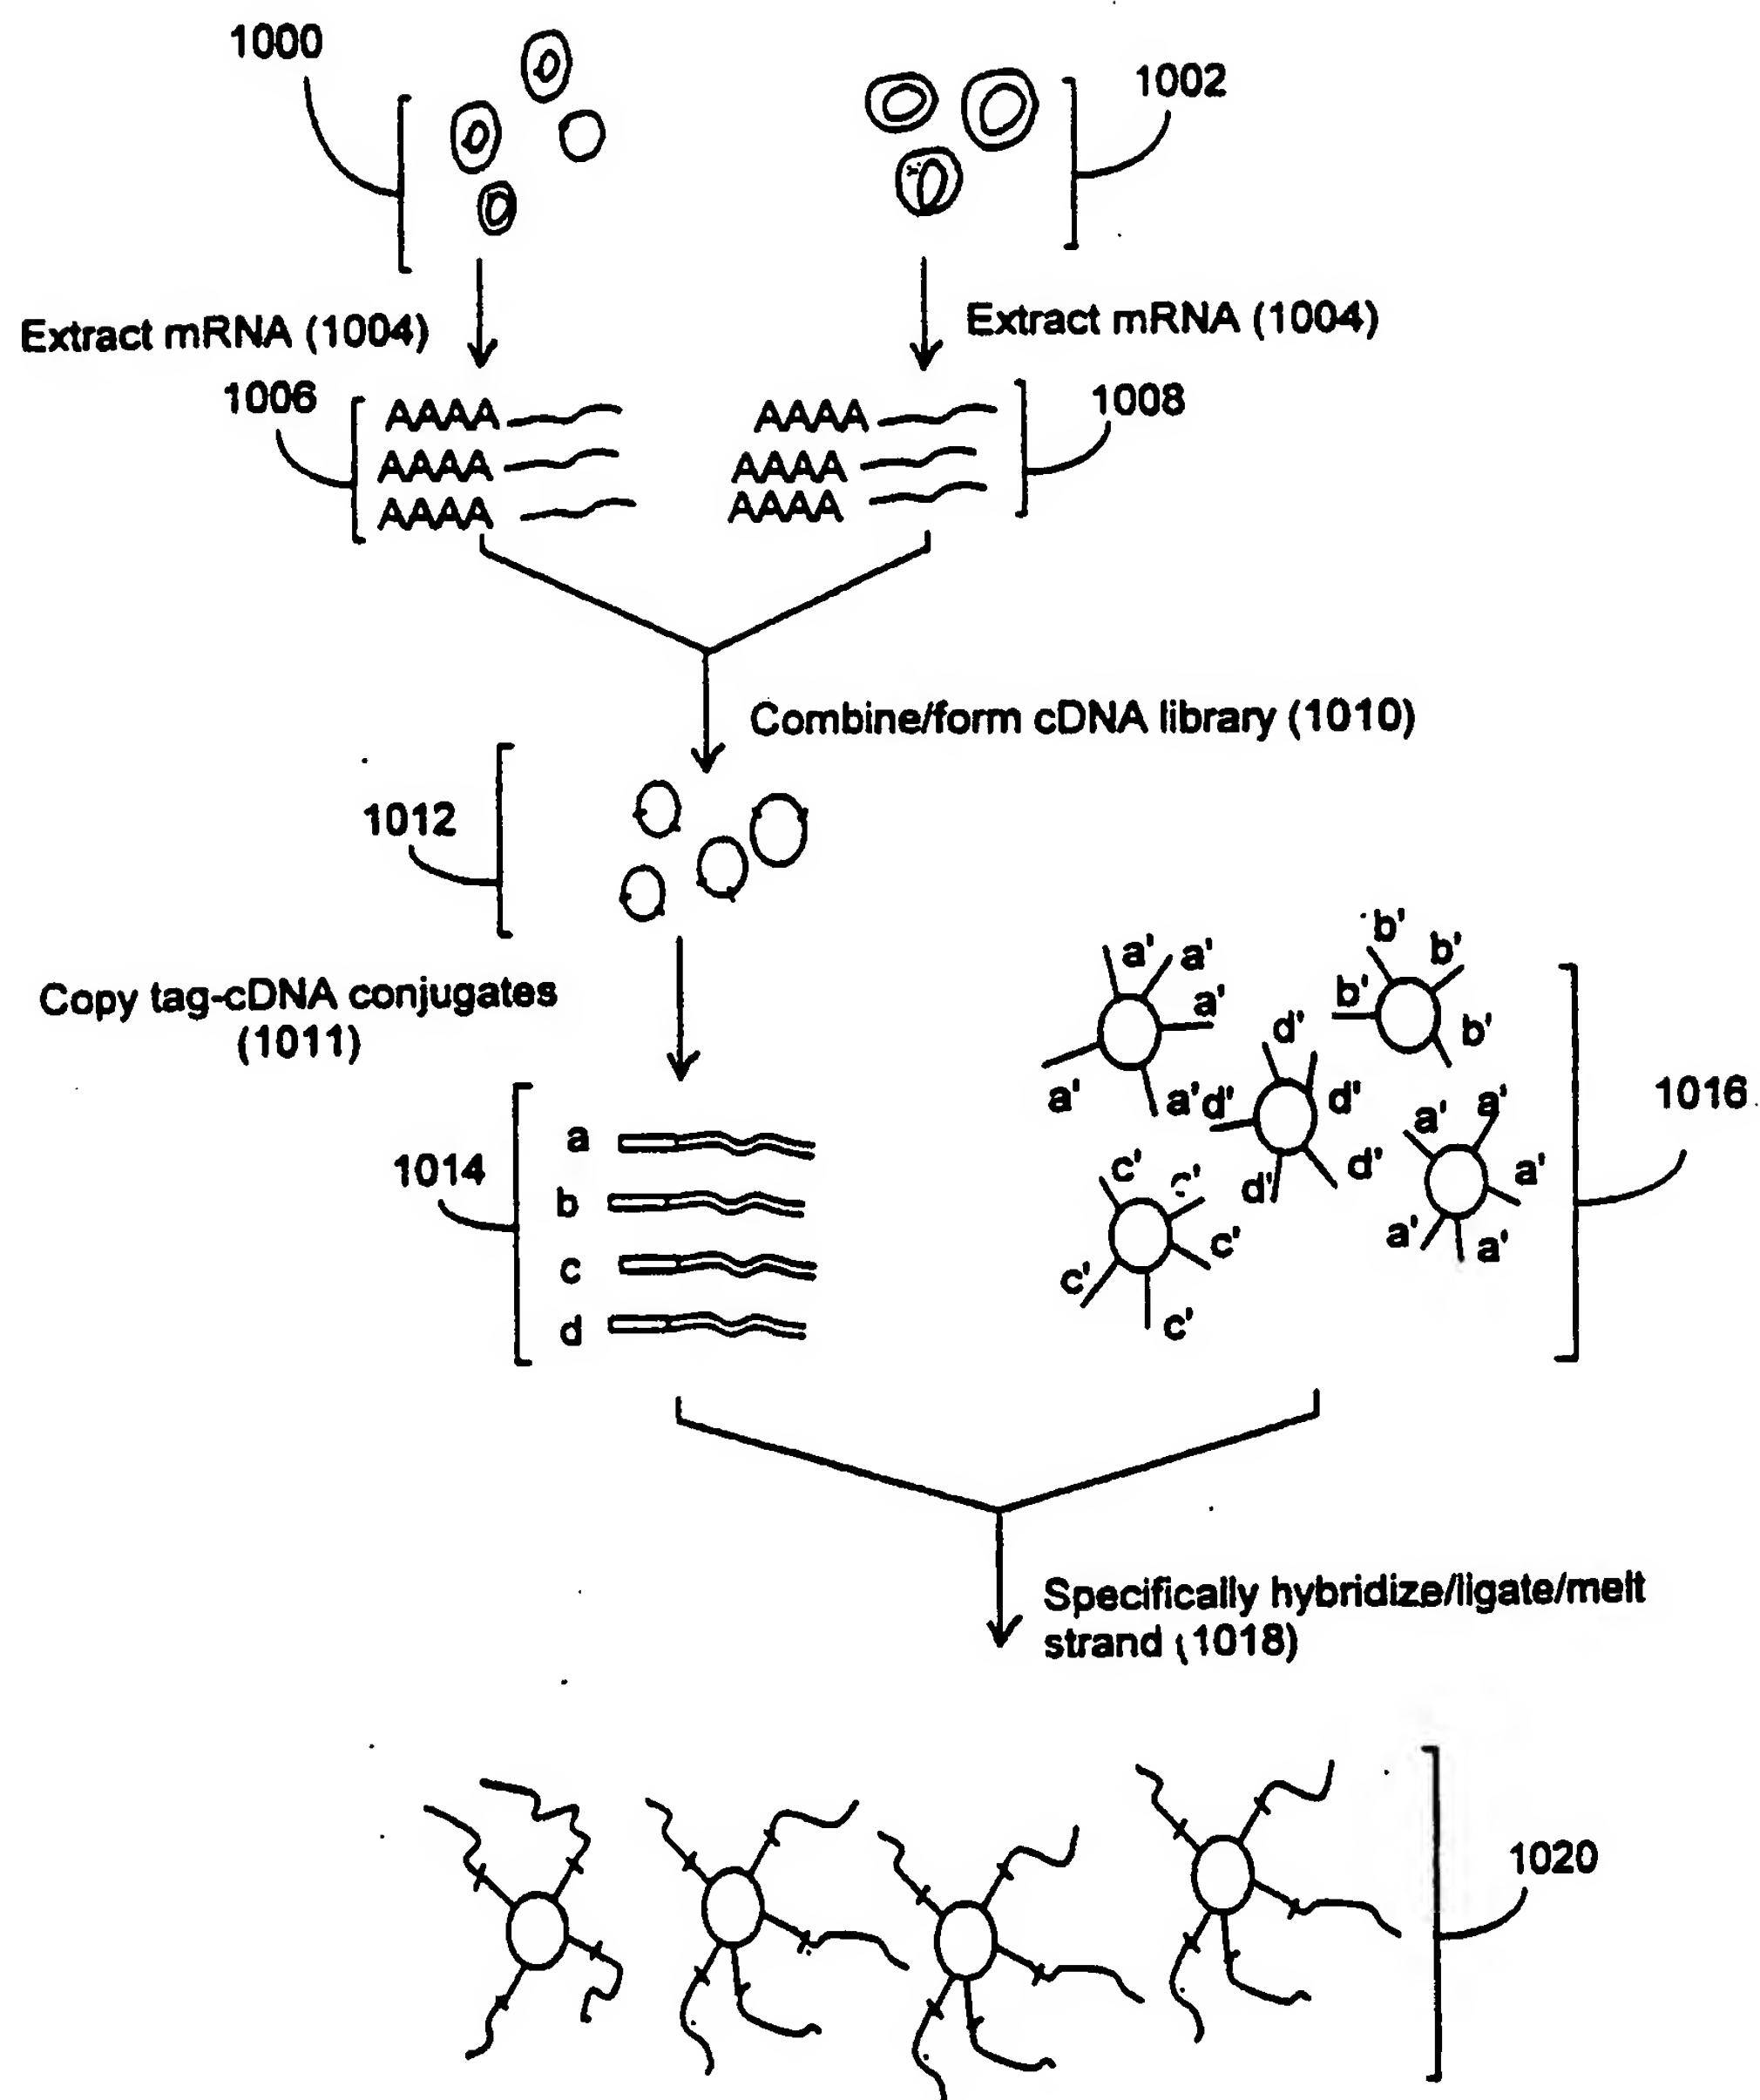 1000
1002
Extract mRNA (1004)
Extract mRNA (1004)
1006
AAAA
AAAA
1008
AAAA
AAAA
AAAA
AAAA
Combine/form cDNA library (1010)
1012
Copy tag-cDNA conjugates
(1011)
a'
a'
a'
a'
a'
b'
b'
b'
b'
d'
d'
d'
d'
d'
1016
a'
a'
a'
a'
a'
c'
c'
c'
c'
c'
1014
a
b
c
d
Specifically hybridize/ligate/melt
strand (1018)
1020